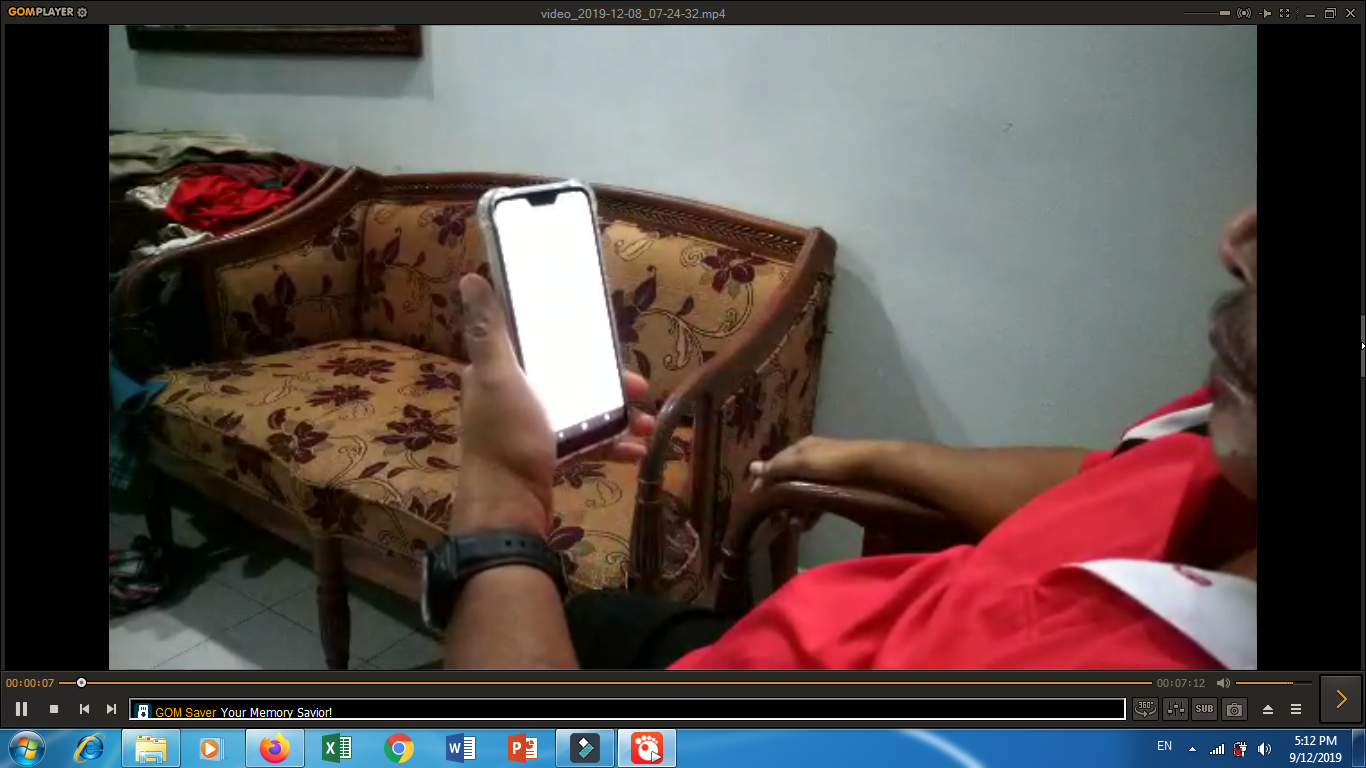 GOMPLAYER
video_2019-12-08_07-24-32.mp4
00:00:07
00:07:12
GOM Saver Your Memory Savior!
360°
SUB
EN
5:12 PM
9/12/2019